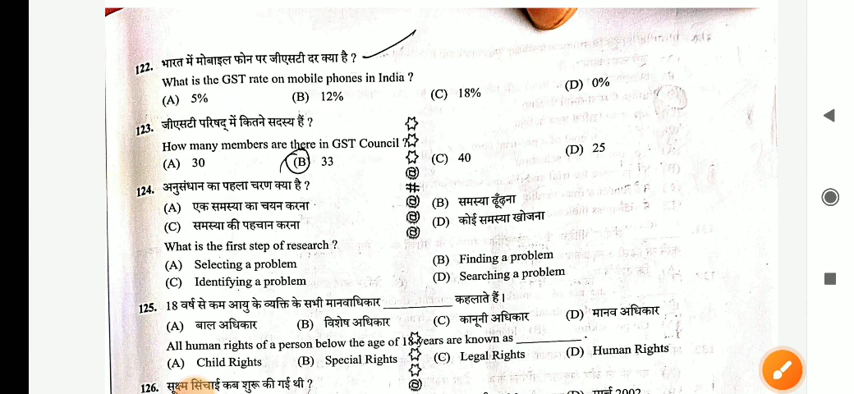 122. भारत में मोबाइल फोन पर जीएसटी दर क्या है ?
What is the GST rate on mobile phones in India ?
(A) 5% (B) 12% (C) 18% (D) 0%
123. जीएसटी परिषद् में कितने सदस्य हैं ?
How many members are there in GST Council ?
(A) 30 (B) 33 (C) 40 (D) 25
124. अनुसंधान का पहला चरण क्या है ?
(A) एक समस्या का चयन करना (B) समस्या ढूँढ़ना
(C) समस्या की पहचान करना (D) कोई समस्या खोजना
What is the first step of research ?
(A) Selecting a problem (B) Finding a problem
(C) Identifying a problem (D) Searching a problem
125. 18 वर्ष से कम आयु के व्यक्ति के सभी मानवाधिकार ____________ कहलाते हैं।
(A) बाल अधिकार (B) विशेष अधिकार (C) कानूनी अधिकार (D) मानव अधिकार
All human rights of a person below the age of 18 years are known as ____________.
(A) Child Rights (B) Special Rights (C) Legal Rights (D) Human Rights
126. सूक्ष्म सिंचाई कब शुरू की गई थी ?
(D) मार्च 2002